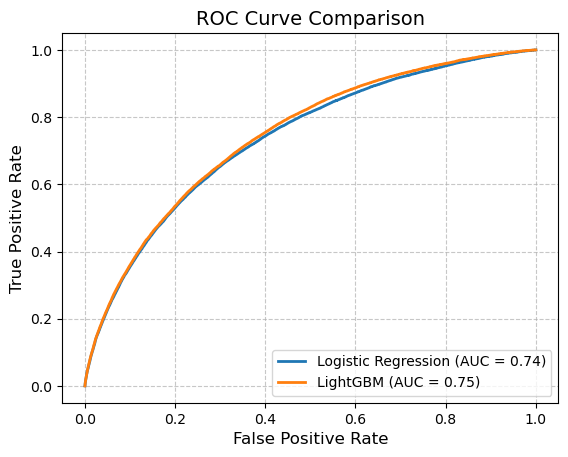 ROC Curve Comparison
True Positive Rate
1.0
0.8
0.6
0.4
0.2
0.0
Logistic Regression (AUC = 0.74)
LightGBM (AUC = 0.75)
0.0 0.2 0.4 0.6 0.8 1.0
False Positive Rate